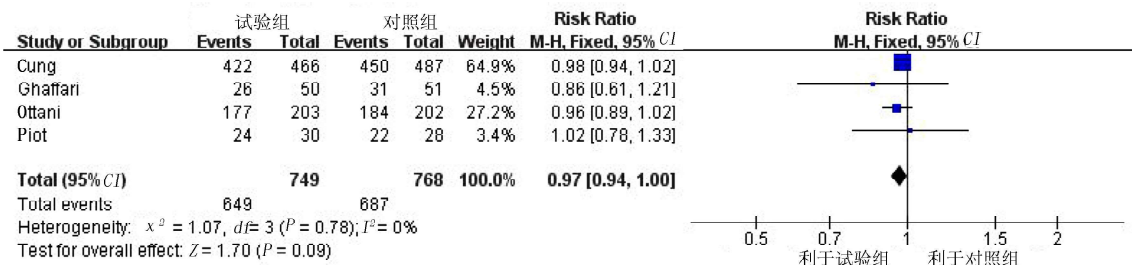 试验组 对照组 Risk Ratio Risk Ratio
Study or Subgroup Events Total Events Total Weight M-H, Fixed, 95% CI M-H, Fixed, 95% CI
Cung 422 466 450 487 64.9% 0.98 [0.94, 1.02]
Ghaffari 26 50 31 51 4.5% 0.86 [0.61, 1.21]
Ottani 177 203 184 202 27.2% 0.96 [0.89, 1.02]
Piot 24 30 22 28 3.4% 1.02 [0.78, 1.33]
Total (95% CI) 749 768 100.0% 0.97 [0.94, 1.00]
Total events 649 687
Heterogeneity: x² = 1.07, df= 3 (P = 0.78); I²= 0%
Test for overall effect: Z = 1.70 (P = 0.09)
0.5 0.7 1 1.5 2
利于试验组 利于对照组